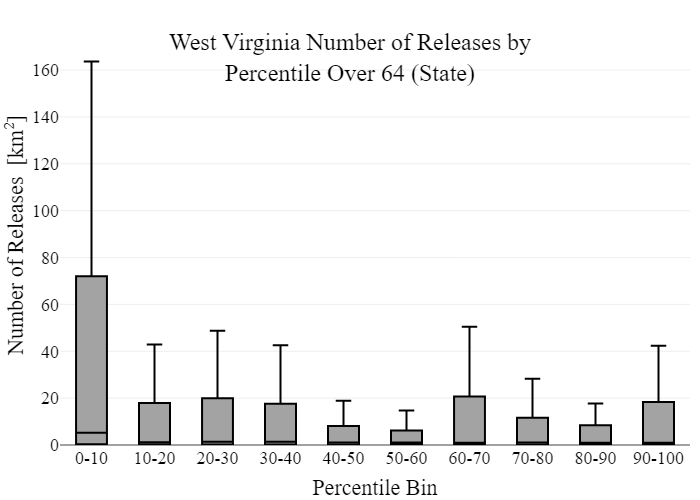 West Virginia Number of Releases by
Percentile Over 64 (State)
Number of Releases [km²]
160
140
120
100
80
60
40
20
0
0-10 10-20 20-30 30-40 40-50 50-60 60-70 70-80 80-90 90-100
Percentile Bin